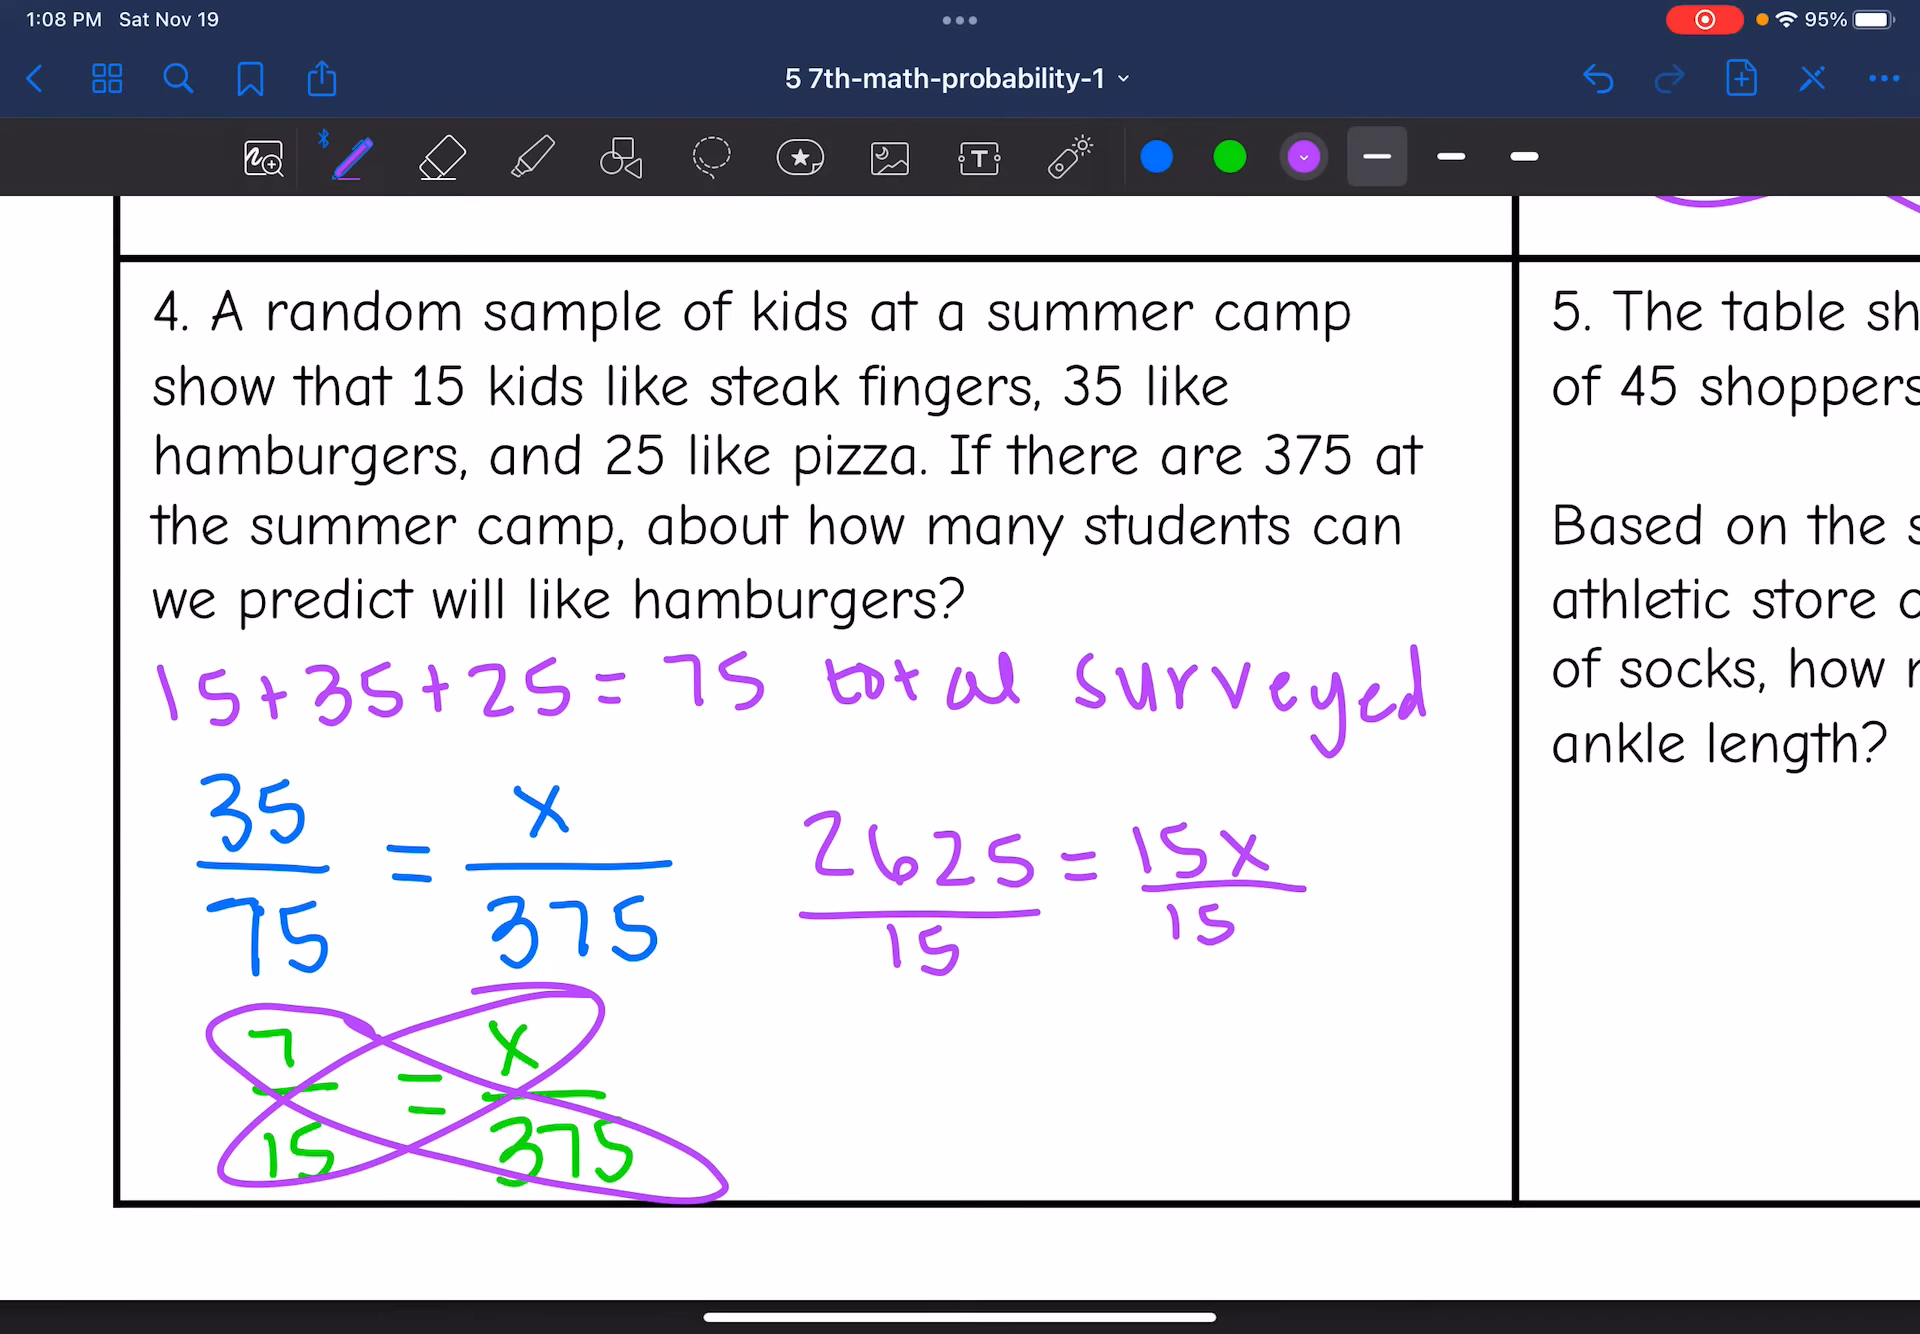 1:08 PM Sat Nov 19
95%
5 7th-math-probability-1
T
4. A random sample of kids at a summer camp
show that 15 kids like steak fingers, 35 like
hamburgers, and 25 like pizza. If there are 375 at
the summer camp, about how many students can
we predict will like hamburgers?
15+35+25=75 total surveyed
35/75 = x/375
2625/15 = 15x/15
7/15 = x/375
5. The table sh
of 45 shoppers
Based on the s
athletic store
of socks, how
ankle length?